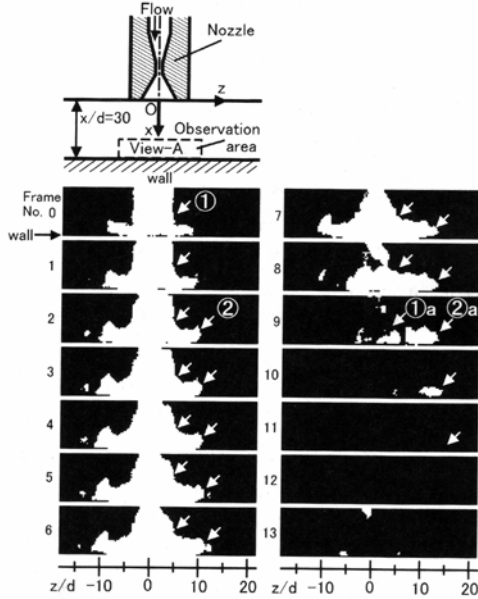 Flow
Nozzle
z
O
x/d=30
x
Observation
area
View-A
wall
Frame
No. 0
wall
①
1
2
②
3
4
5
6
7
8
9
①a
②a
10
11
12
13
z/d -10 0 10 20
-10 0 10 20